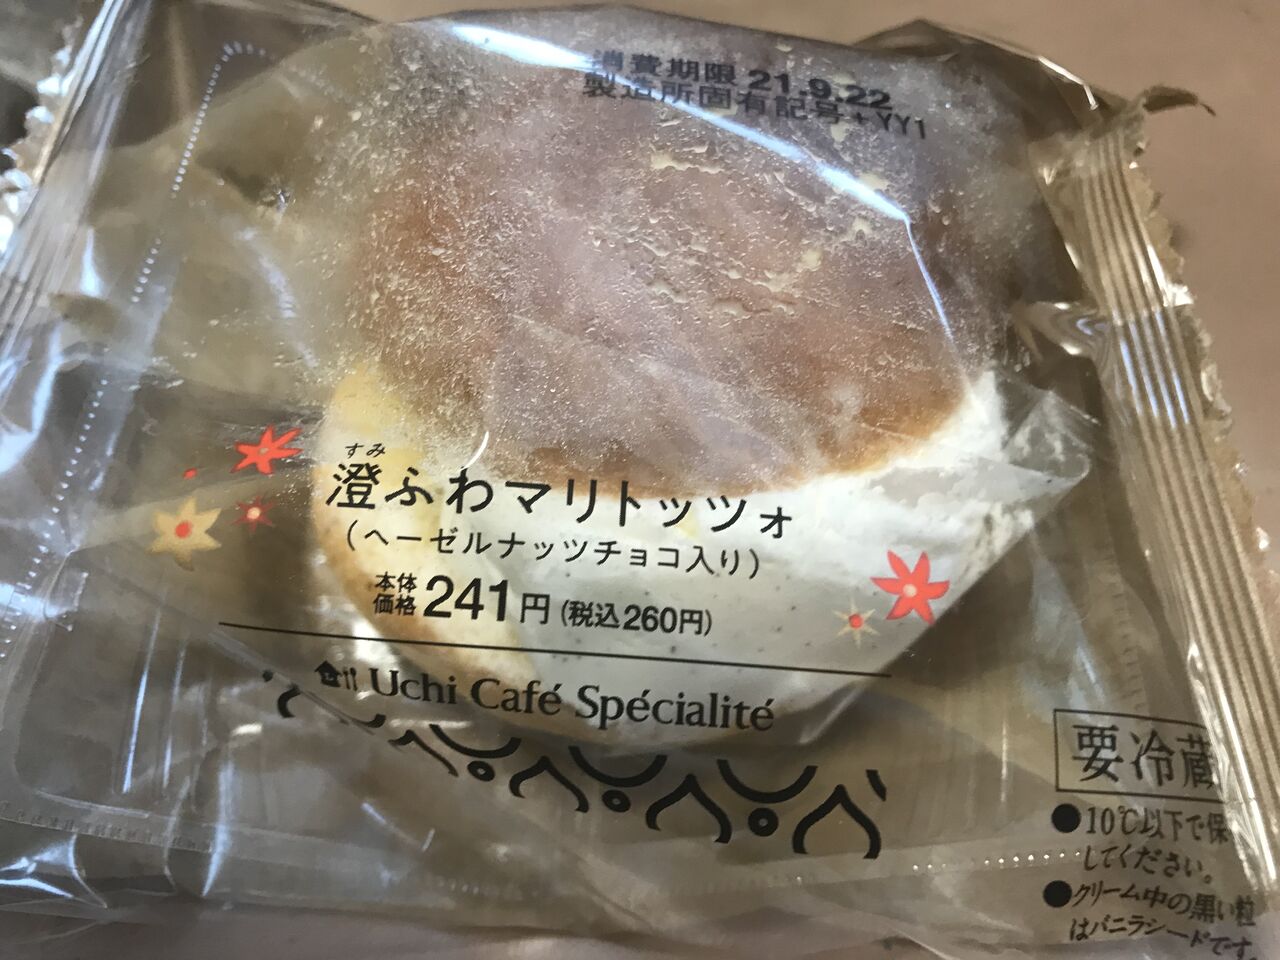 消費期限 21.9.22
製造所固有記号+YY1
すみ
澄ふわマリトッツォ
(ヘーゼルナッツチョコ入り)
本体価格 241円 (税込260円)
Uchi Café Spécialité
要冷蔵
●10℃以下で保
してください。
●クリーム中の黒い粒
はバニラシードです。